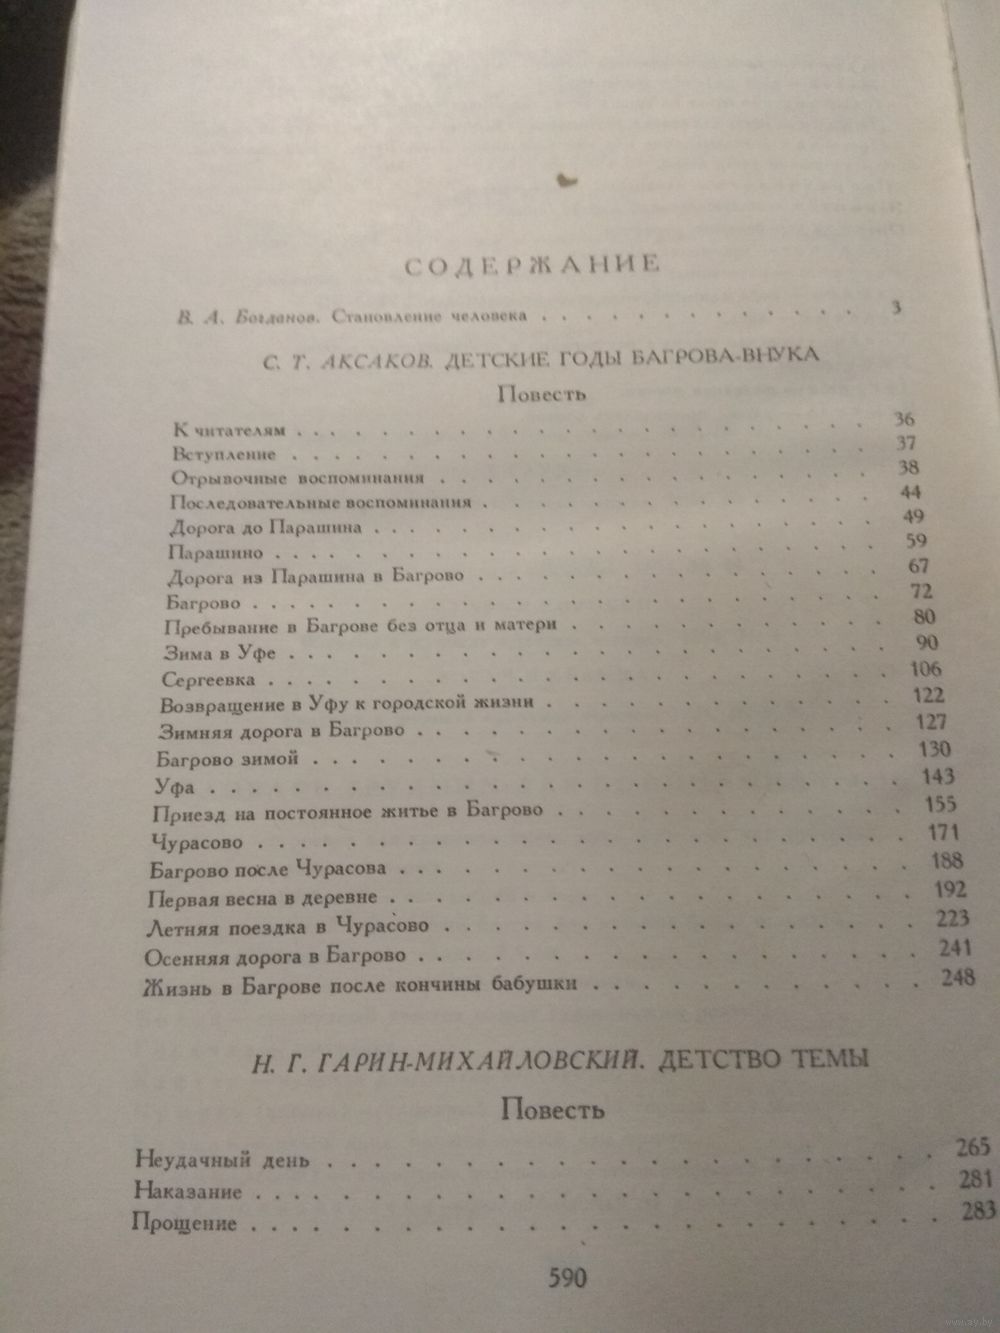 СОДЕРЖАНИЕ
В. А. Богданов. Становление человека . . . . . . . . . . . . . 3
С. Т. АКСАКОВ. ДЕТСКИЕ ГОДЫ БАГРОВА-ВНУКА
Повесть
К читателям . . . . . . . . . . . . . . . . . . . . 36
Вступление . . . . . . . . . . . . . . . . . . . . 37
Отрывочные воспоминания . . . . . . . . . . . . . . . 38
Последовательные воспоминания . . . . . . . . . . . . . 44
Дорога до Парашина . . . . . . . . . . . . . . . . . 49
Парашино . . . . . . . . . . . . . . . . . . . . . 59
Дорога из Парашина в Багрово . . . . . . . . . . . . . 67
Багрово . . . . . . . . . . . . . . . . . . . . . 72
Пребывание в Багрове без отца и матери . . . . . . . . . . 80
Зима в Уфе . . . . . . . . . . . . . . . . . . . . 90
Сергеевка . . . . . . . . . . . . . . . . . . . . . 106
Возвращение в Уфу к городской жизни . . . . . . . . . . . 122
Зимняя дорога в Багрово . . . . . . . . . . . . . . . 127
Багрово зимой . . . . . . . . . . . . . . . . . . . 130
Уфа . . . . . . . . . . . . . . . . . . . . . . . 143
Приезд на постоянное житье в Багрово . . . . . . . . . . . 155
Чурасово . . . . . . . . . . . . . . . . . . . . . 171
Багрово после Чурасова . . . . . . . . . . . . . . . . 188
Первая весна в деревне . . . . . . . . . . . . . . . . 192
Летняя поездка в Чурасово . . . . . . . . . . . . . . 223
Осенняя дорога в Багрово . . . . . . . . . . . . . . . 241
Жизнь в Багрове после кончины бабушки . . . . . . . . . . 248
Н. Г. ГАРИН-МИХАЙЛОВСКИЙ. ДЕТСТВО ТЕМЫ
Повесть
Неудачный день . . . . . . . . . . . . . . . . . . 265
Наказание . . . . . . . . . . . . . . . . . . . . 281
Прощение . . . . . . . . . . . . . . . . . . . . 283
590
www.ay.by